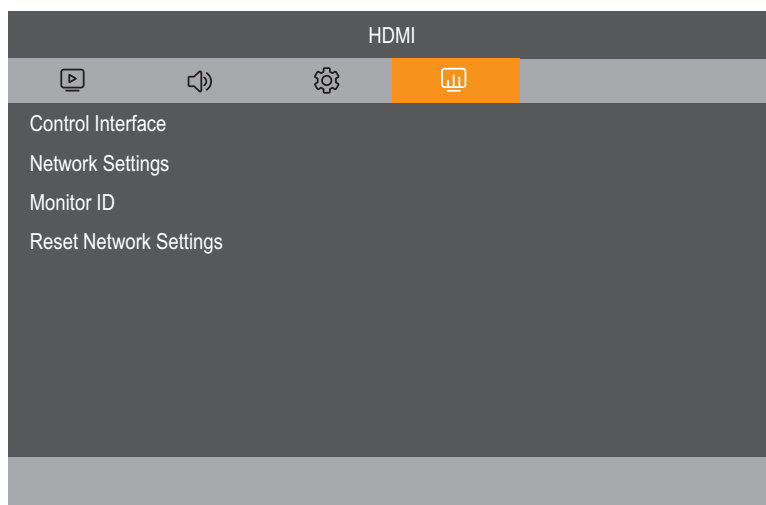 HDMI
Control Interface
Network Settings
Monitor ID
Reset Network Settings